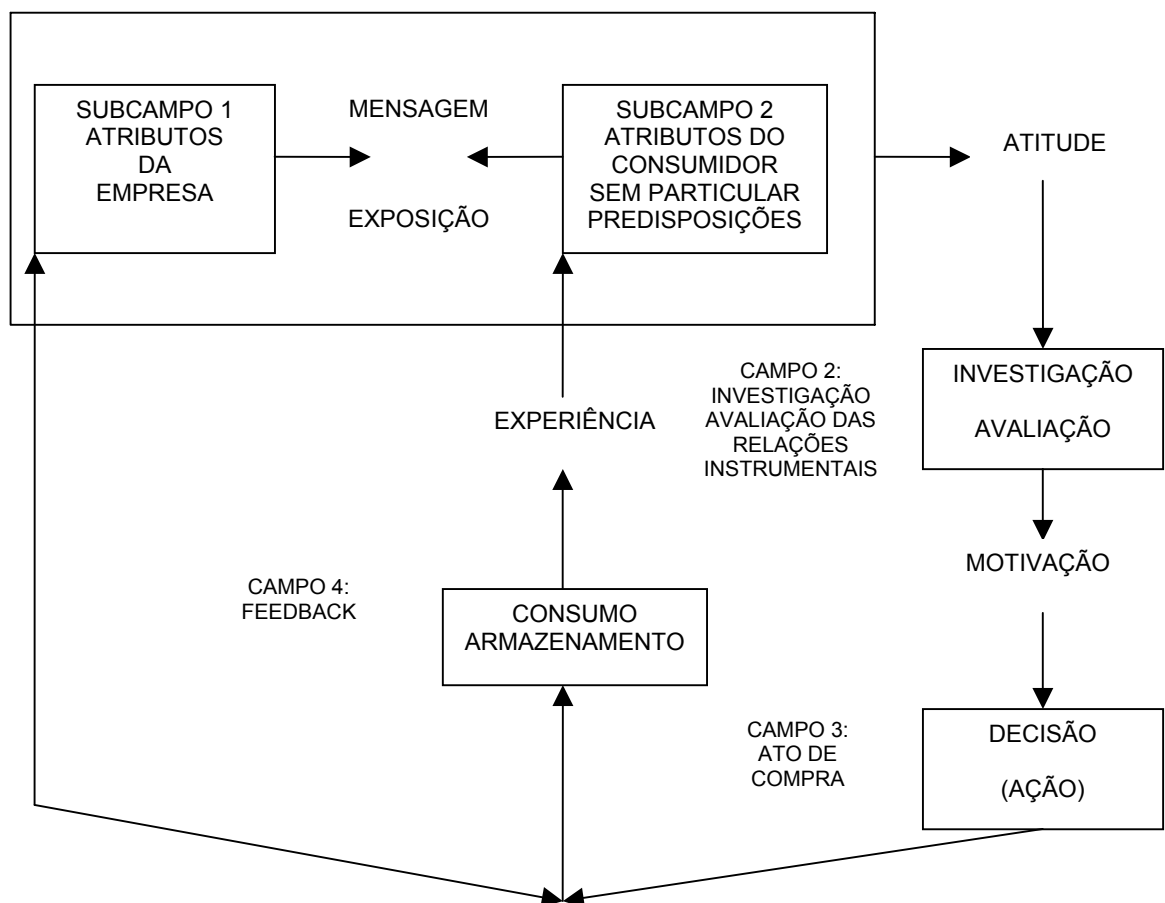 SUBCAMPO 1
ATRIBUTOS
DA
EMPRESA
MENSAGEM
EXPOSIÇÃO
SUBCAMPO 2
ATRIBUTOS DO
CONSUMIDOR
SEM PARTICULAR
PREDISPOSIÇÕES
ATITUDE
CAMPO 2:
INVESTIGAÇÃO
AVALIAÇÃO DAS
RELAÇÕES
INSTRUMENTAIS
INVESTIGAÇÃO
AVALIAÇÃO
EXPERIÊNCIA
MOTIVAÇÃO
CAMPO 4:
FEEDBACK
CONSUMO
ARMAZENAMENTO
CAMPO 3:
ATO DE
COMPRA
DECISÃO
(AÇÃO)